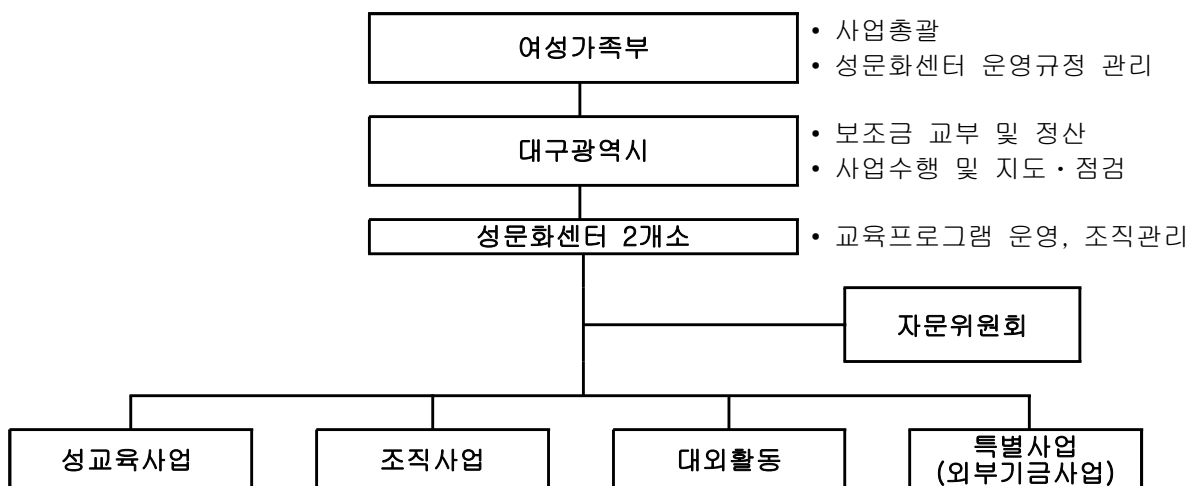 여성가족부
• 사업총괄
• 성문화센터 운영규정 관리
대구광역시
• 보조금 교부 및 정산
• 사업수행 및 지도・점검
성문화센터 2개소
• 교육프로그램 운영, 조직관리
자문위원회
성교육사업
조직사업
대외활동
특별사업
(외부기금사업)